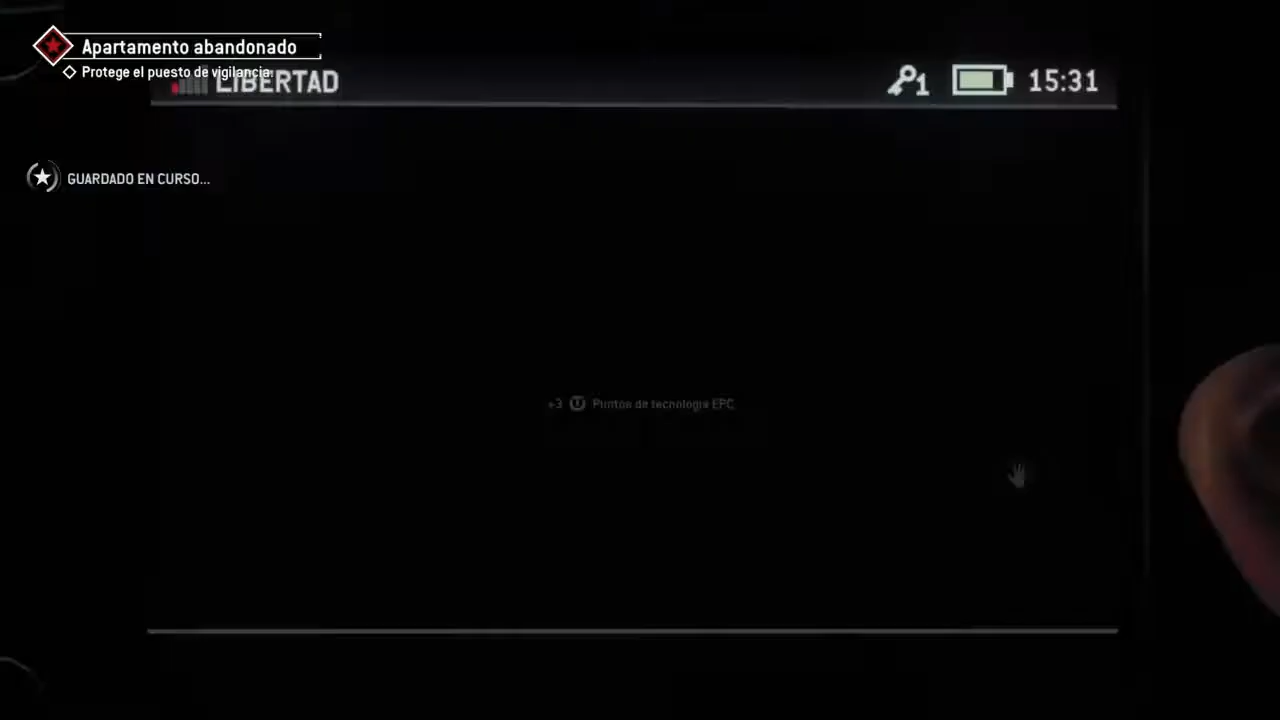 Apartamento abandonado
Protege el puesto de vigilancia.
LIBERTAD
1
15:31
GUARDADO EN CURSO...
+3 Puntos de tecnología EPC